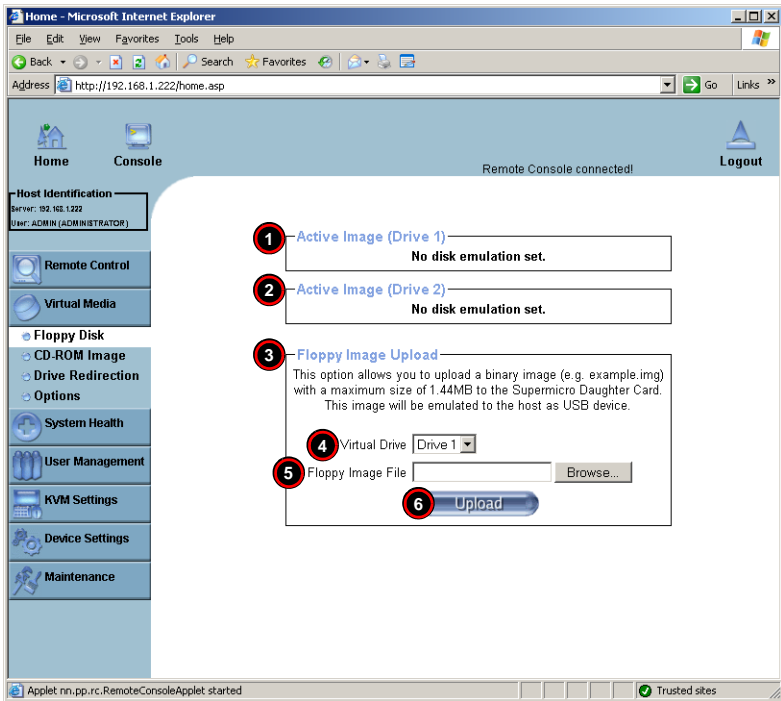 Home - Microsoft Internet Explorer
File Edit View Favorites Tools Help
Back Search Favorites
Address http://192.168.1.222/home.asp Go Links »
Home Console Remote Console connected! Logout
Host Identification
Server: 192.168.1.222
User: ADMIN (ADMINISTRATOR)
Remote Control
Virtual Media
Floppy Disk
CD-ROM Image
Drive Redirection
Options
System Health
User Management
KVM Settings
Device Settings
Maintenance
1 Active Image (Drive 1)
No disk emulation set.
2 Active Image (Drive 2)
No disk emulation set.
3 Floppy Image Upload
This option allows you to upload a binary image (e.g. example.img)
with a maximum size of 1.44MB to the Supermicro Daughter Card.
This image will be emulated to the host as USB device.
4 Virtual Drive Drive 1
5 Floppy Image File Browse...
6 Upload
Applet nn.pp.rc.RemoteConsoleApplet started Trusted sites